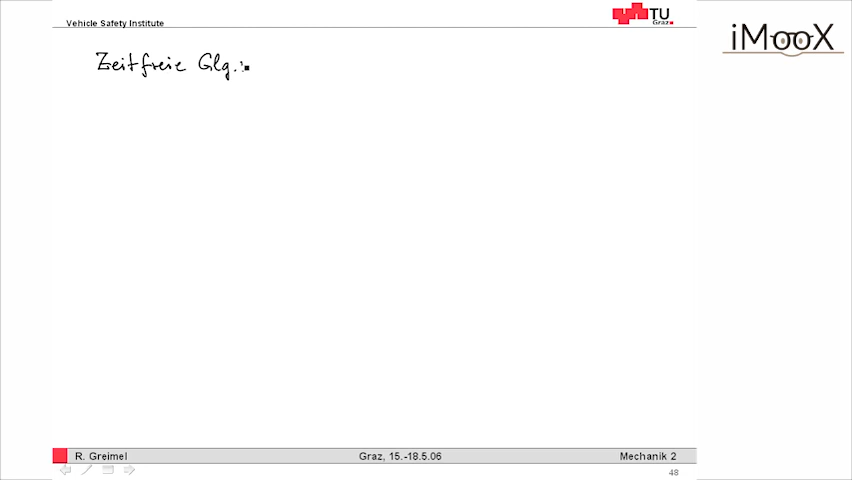 Vehicle Safety Institute
TU
Graz
iMooX
Zeitfreie Glg.:
R. Greimel
Graz, 15.-18.5.06
Mechanik 2
48